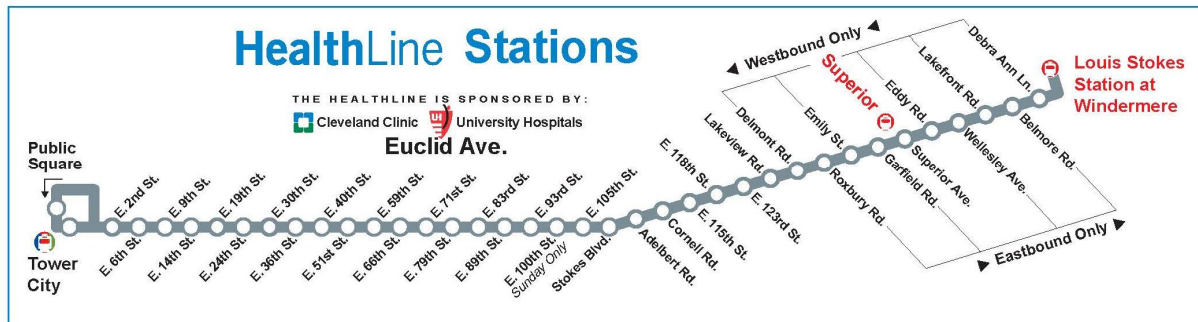 HealthLine Stations
THE HEALTHLINE IS SPONSORED BY:
Cleveland Clinic
UH
University Hospitals
Euclid Ave.
Public
Square
Tower
City
E. 2nd St.
E. 6th St.
E. 9th St.
E. 14th St.
E. 19th St.
E. 24th St.
E. 30th St.
E. 36th St.
E. 40th St.
E. 51st St.
E. 59th St.
E. 66th St.
E. 71st St.
E. 79th St.
E. 83rd St.
E. 89th St.
E. 93rd St.
E. 100th St.
Sunday Only
E. 105th St.
Stokes Blvd.
Adelbert Rd.
Cornell Rd.
E. 115th St.
E. 118th St.
E. 123rd St.
Lakeview Rd.
Delmont Rd.
Roxbury Rd.
Emily St.
Garfield Rd.
Superior
Superior Ave.
Eddy Rd.
Wellesley Ave.
Lakefront Rd.
Belmore Rd.
Debra Ann Ln.
Westbound Only
Eastbound Only
Louis Stokes
Station at
Windermere